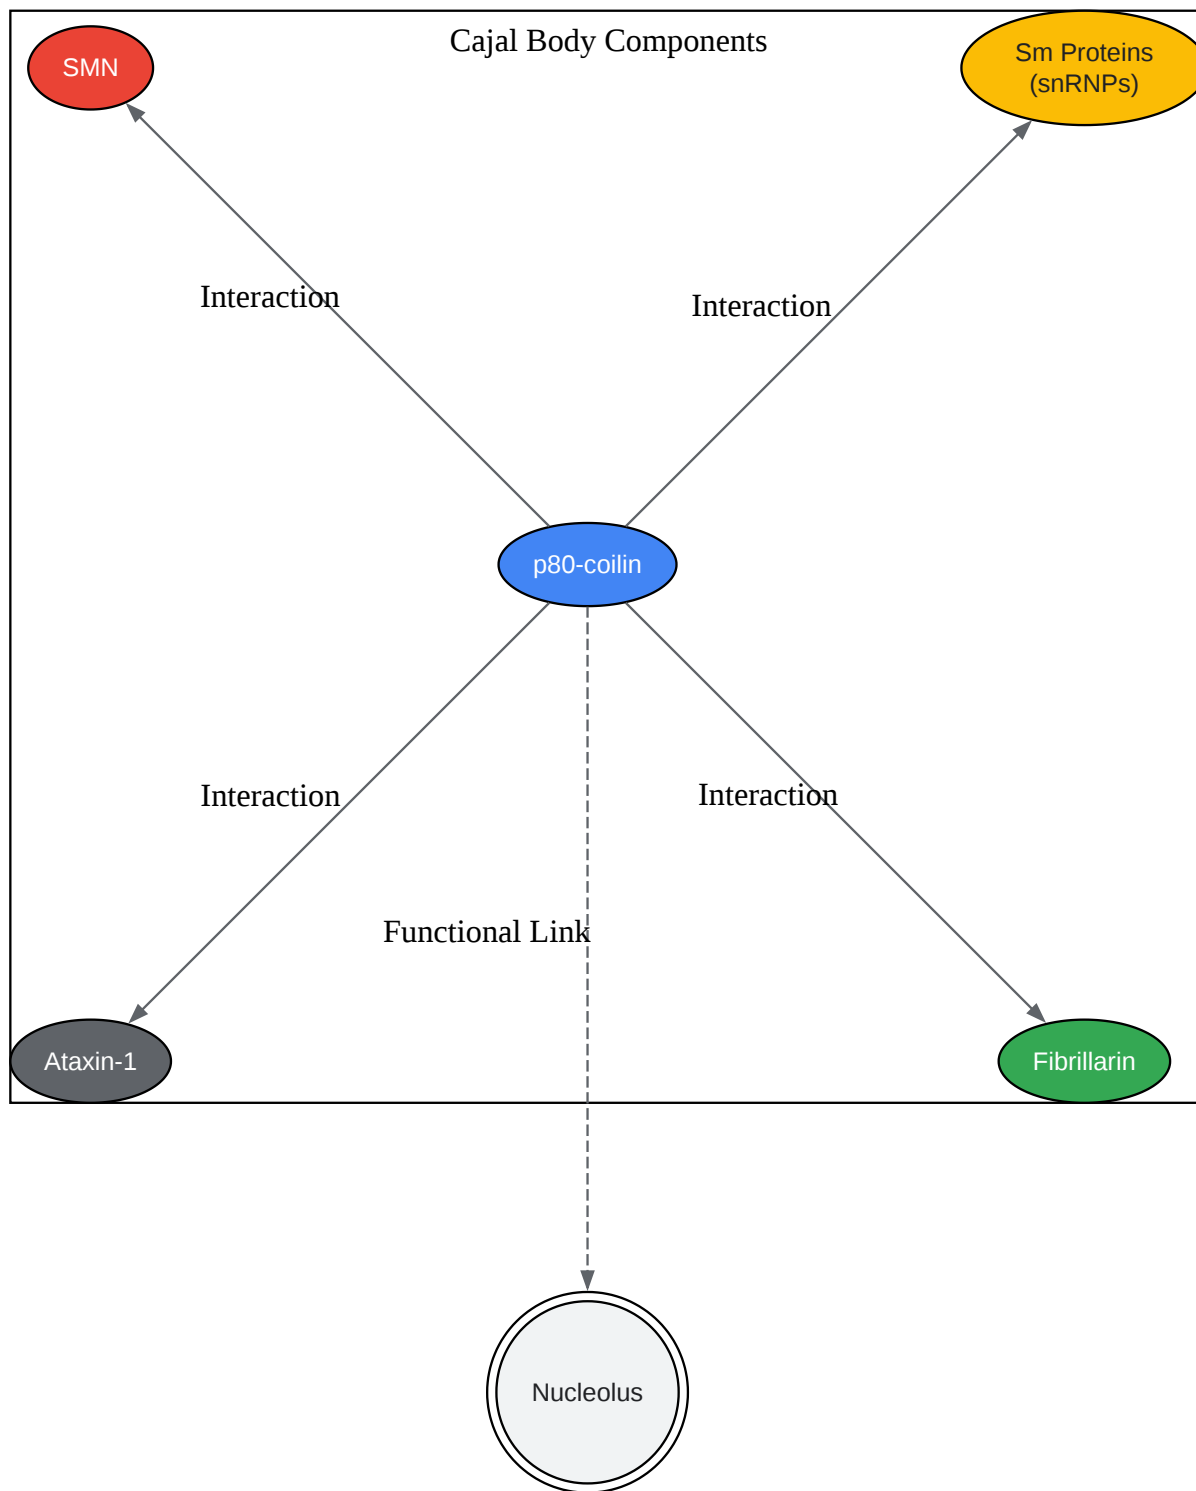 Cajal Body Components
SMN
Sm Proteins
(snRNPs)
Interaction
Interaction
p80-coilin
Interaction
Interaction
Functional Link
Ataxin-1
Fibrillarin
Nucleolus